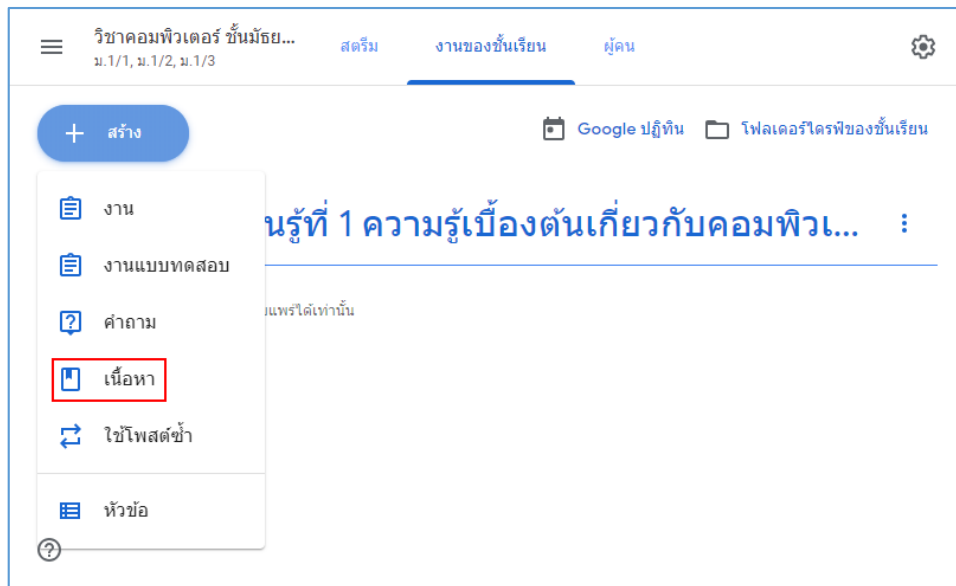 วิชาคอมพิวเตอร์ ชั้นมัธย...
ม.1/1, ม.1/2, ม.1/3
สตรีม
งานของชั้นเรียน
ผู้คน
+ สร้าง
Google ปฏิทิน
โฟลเดอร์ไดรฟ์ของชั้นเรียน
งาน
นรู้ที่ 1 ความรู้เบื้องต้นเกี่ยวกับคอมพิวเ...
งานแบบทดสอบ
แพร่ได้เท่านั้น
คำถาม
เนื้อหา
ใช้โพสต์ซ้ำ
หัวข้อ